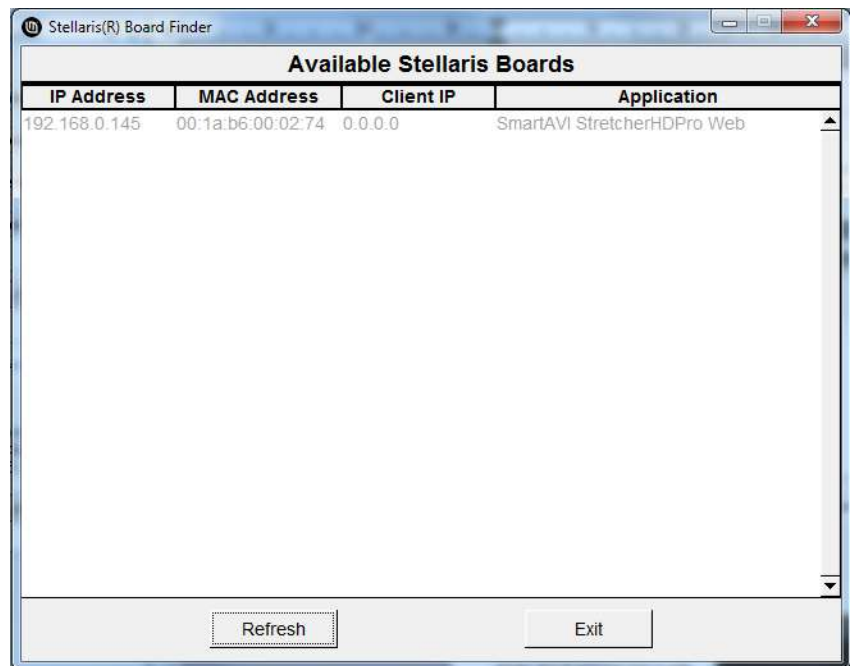 Stellaris(R) Board Finder
Available Stellaris Boards
IP Address MAC Address Client IP Application
192.168.0.145 00:1a:b6:00:02:74 0.0.0.0 SmartAVI StretcherHDPro Web
Refresh Exit